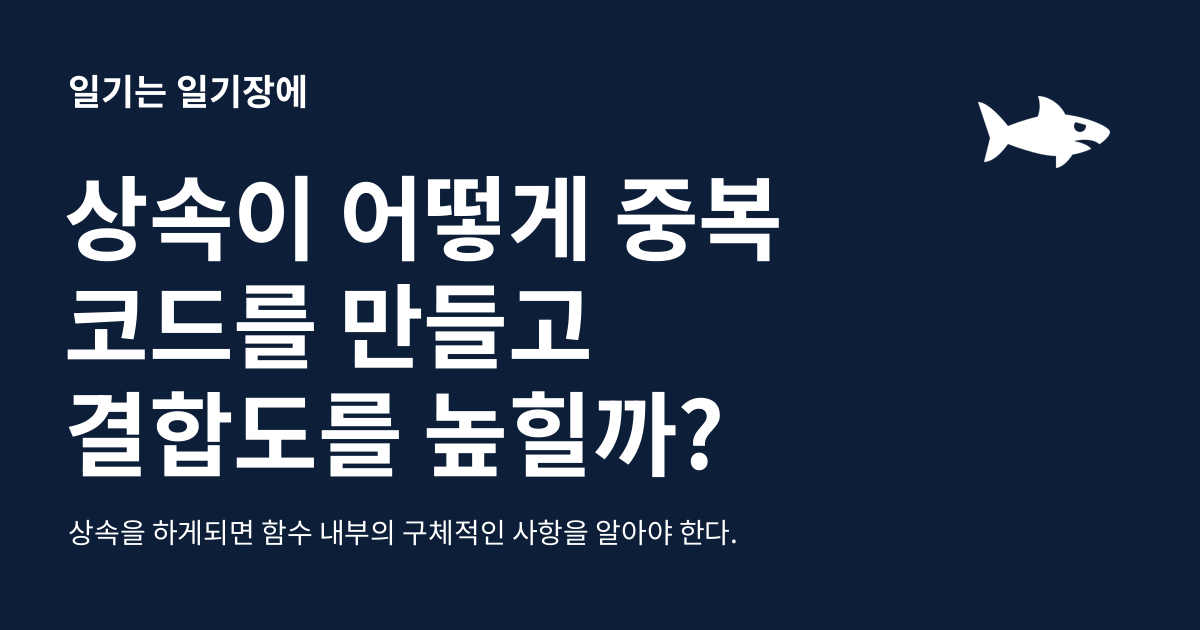 일기는 일기장에
상속이 어떻게 중복
코드를 만들고
결합도를 높힐까?
상속을 하게되면 함수 내부의 구체적인 사항을 알아야 한다.